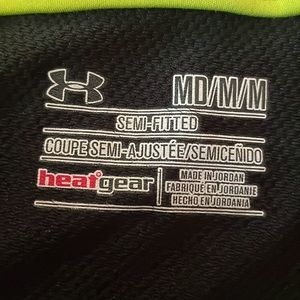 MD/M/M
SEMI-FITTED
COUPE SEMI-AJUSTÉE/SEMICEÑIDO
heatgear
MADE IN JORDAN
FABRIQUÉ EN JORDANIE
HECHO EN JORDANIA